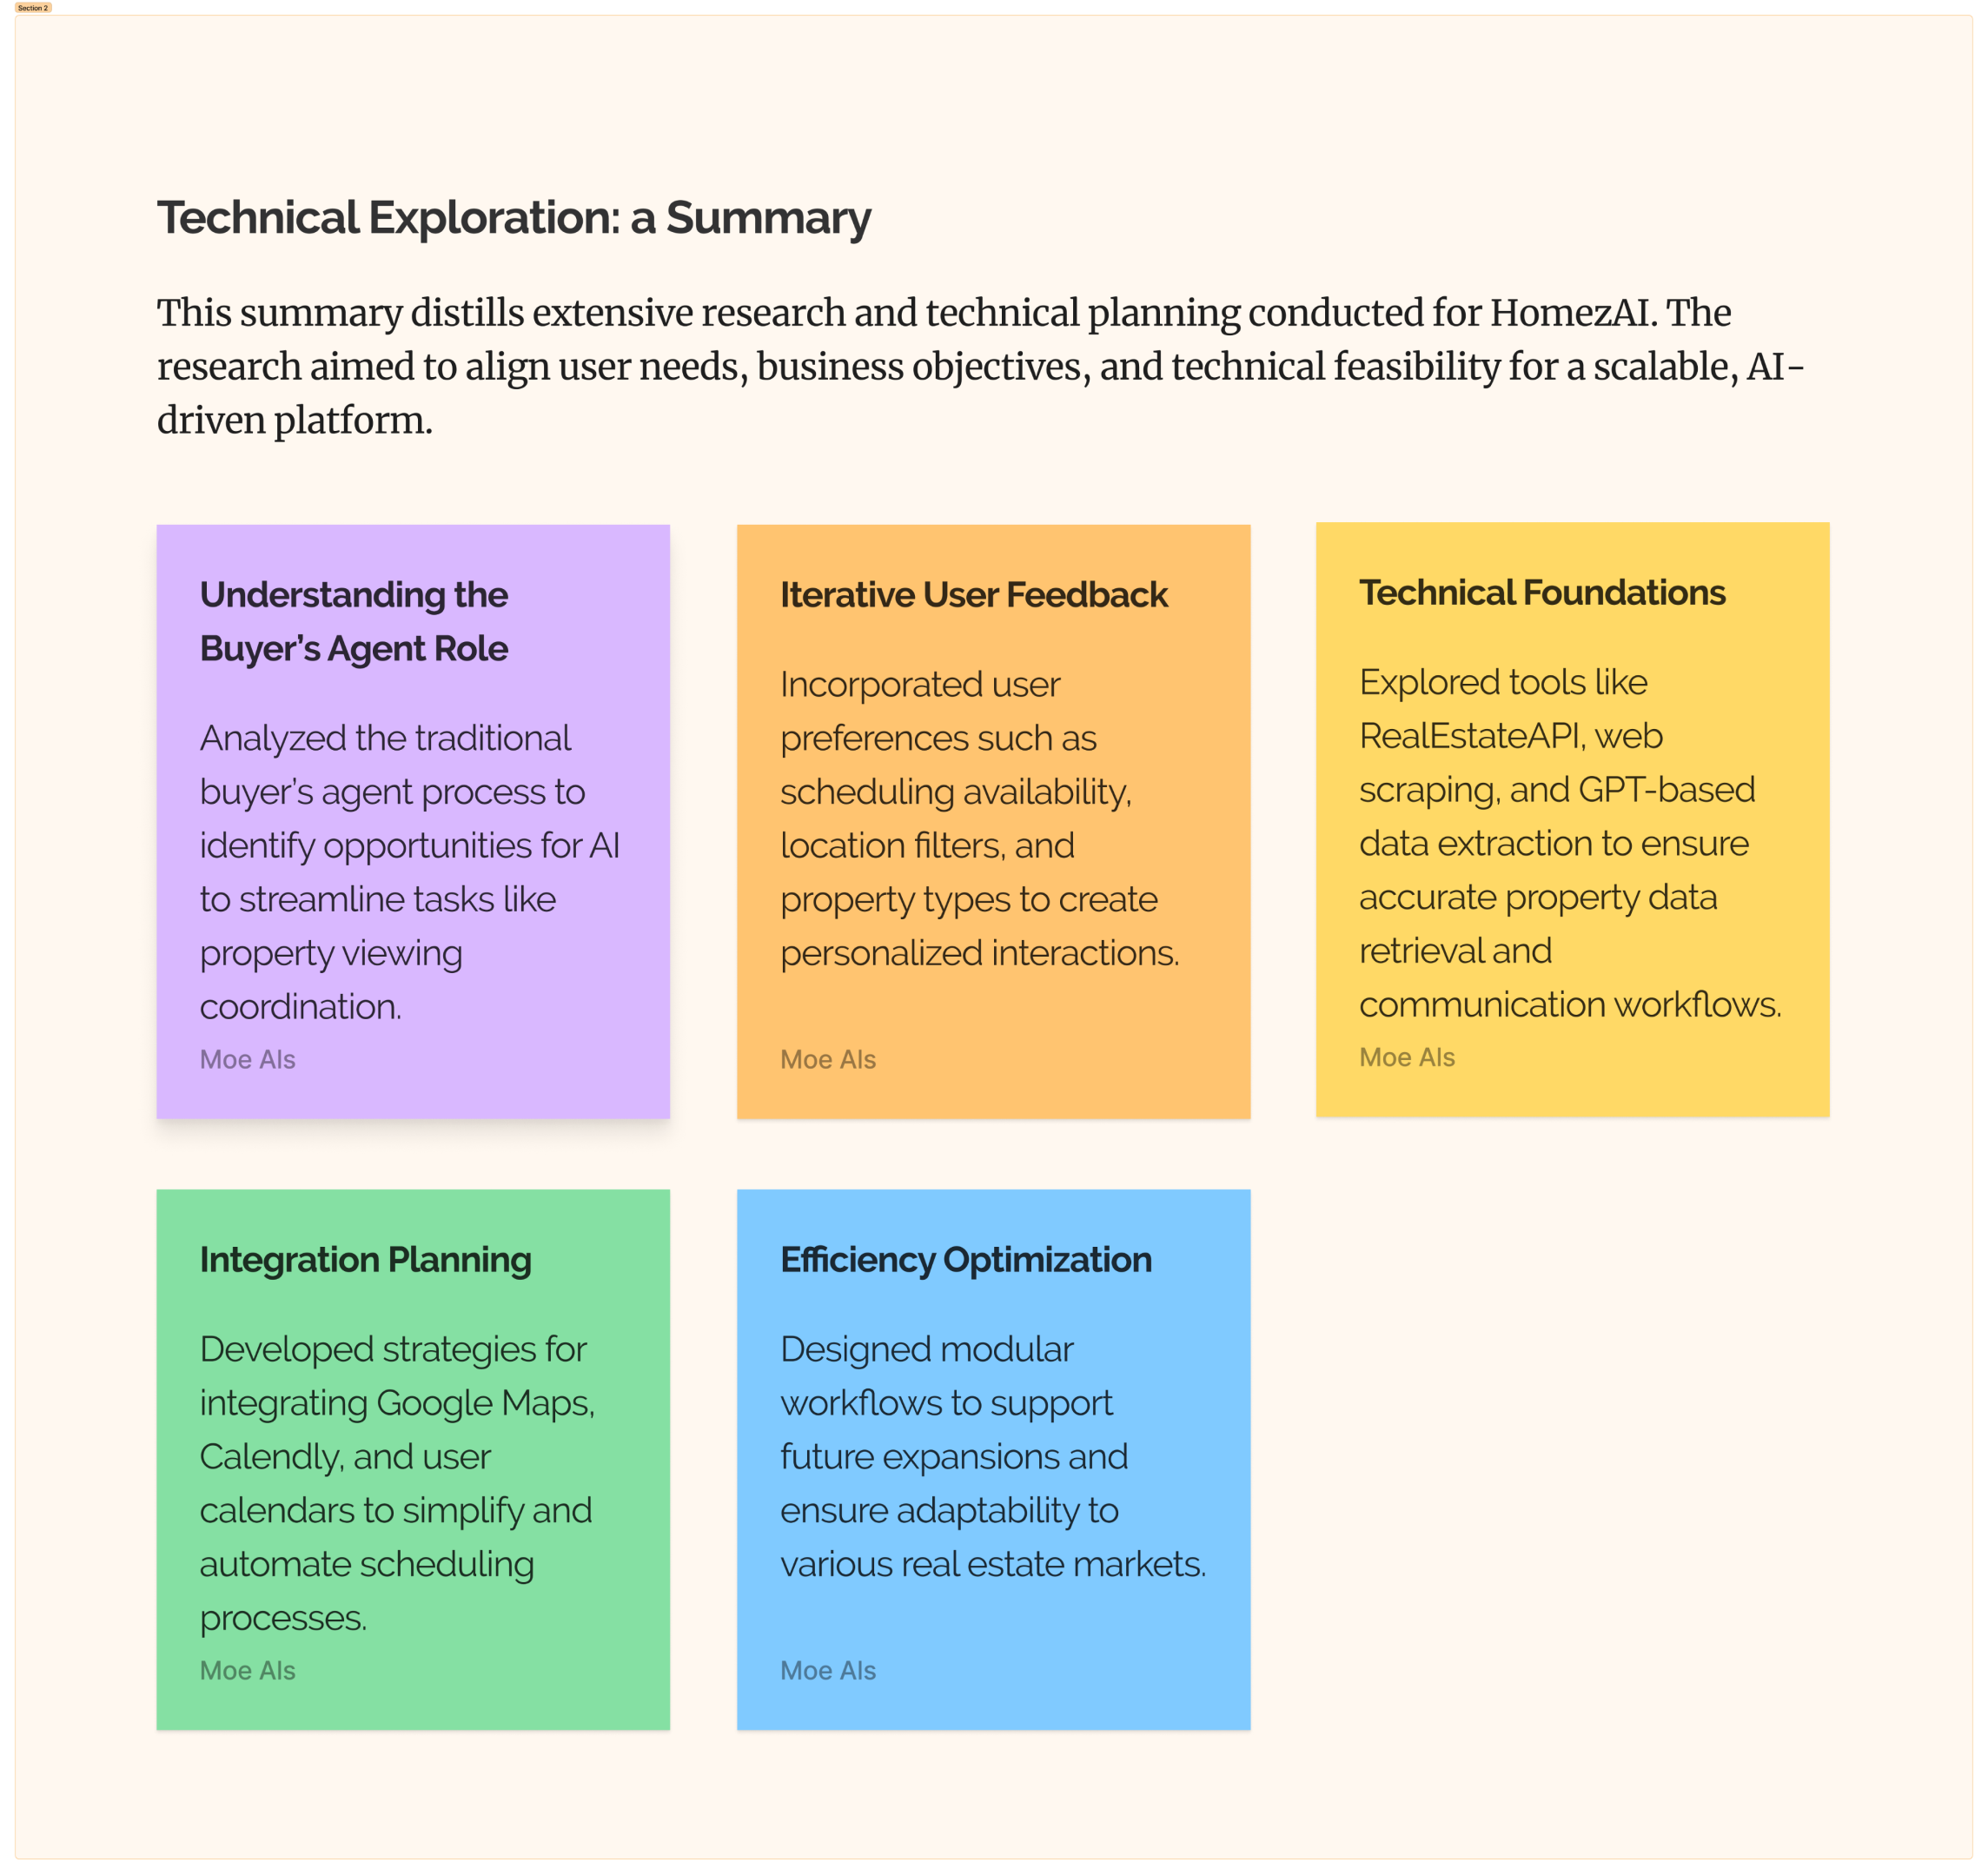 Section 2
Technical Exploration: a Summary
This summary distills extensive research and technical planning conducted for HomezAI. The
research aimed to align user needs, business objectives, and technical feasibility for a scalable, AI-
driven platform.
Understanding the
Buyer’s Agent Role
Analyzed the traditional
buyer’s agent process to
identify opportunities for AI
to streamline tasks like
property viewing
coordination.
Moe Als
Iterative User Feedback
Incorporated user
preferences such as
scheduling availability,
location filters, and
property types to create
personalized interactions.
Moe Als
Technical Foundations
Explored tools like
RealEstateAPI, web
scraping, and GPT-based
data extraction to ensure
accurate property data
retrieval and
communication workflows.
Moe Als
Integration Planning
Developed strategies for
integrating Google Maps,
Calendly, and user
calendars to simplify and
automate scheduling
processes.
Moe Als
Efficiency Optimization
Designed modular
workflows to support
future expansions and
ensure adaptability to
various real estate markets.
Moe Als